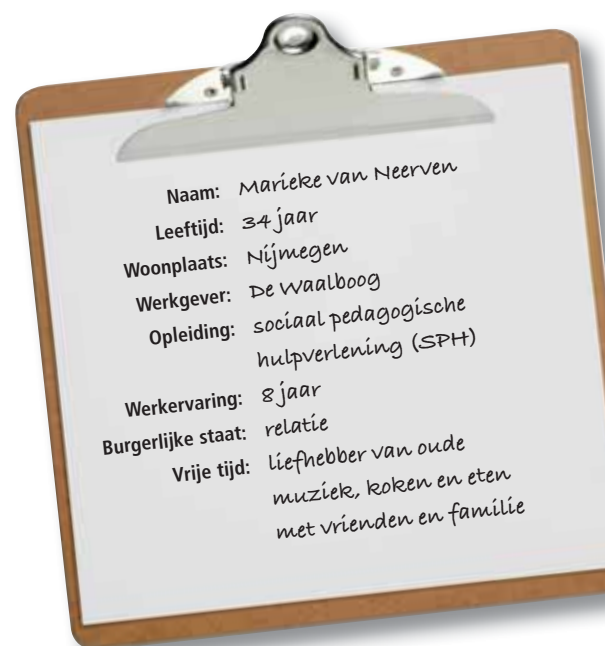 Naam: Marieke van Neerven
Leeftijd: 34 jaar
Woonplaats: Nijmegen
Werkgever: De Waalboog
Opleiding: sociaal pedagogische
hulpverlening (SPH)
Werkervaring: 8 jaar
Burgerlijke staat: relatie
Vrije tijd: liefhebber van oude
muziek, koken en eten
met vrienden en familie